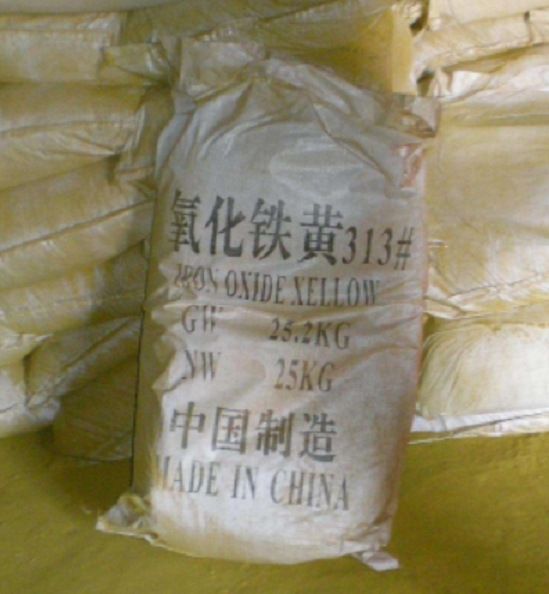 氧化铁黄313#
IRON OXIDE XELLOW
GW 25.2KG
NW 25KG
中国制造
MADE IN CHINA